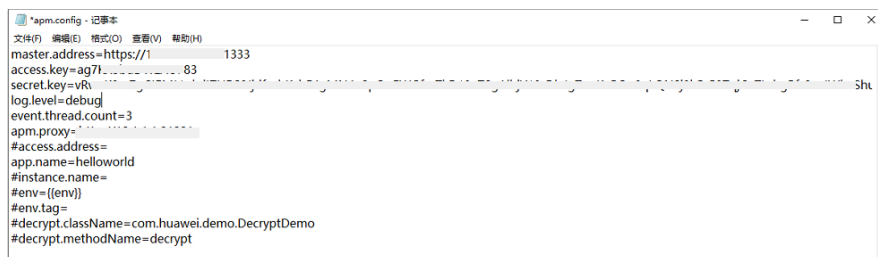 *apm.config - 记事本
文件(F) 编辑(E) 格式(O) 查看(V) 帮助(H)
master.address=https://1 1333
access.key=ag7 83
secret.key=vR
log.level=debug
event.thread.count=3
apm.proxy=
#access.address=
app.name=helloworld
#instance.name=
#env={{env}}
#env.tag=
#decrypt.className=com.huawei.demo.DecryptDemo
#decrypt.methodName=decrypt